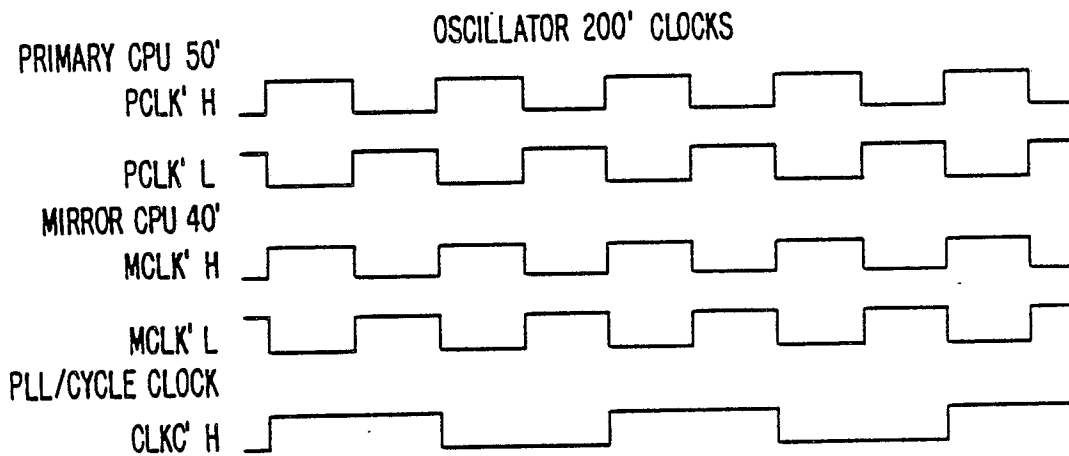 OSCILLATOR 200' CLOCKS
PRIMARY CPU 50'
PCLK' H
PCLK' L
MIRROR CPU 40'
MCLK' H
MCLK' L
PLL/CYCLE CLOCK
CLKC' H